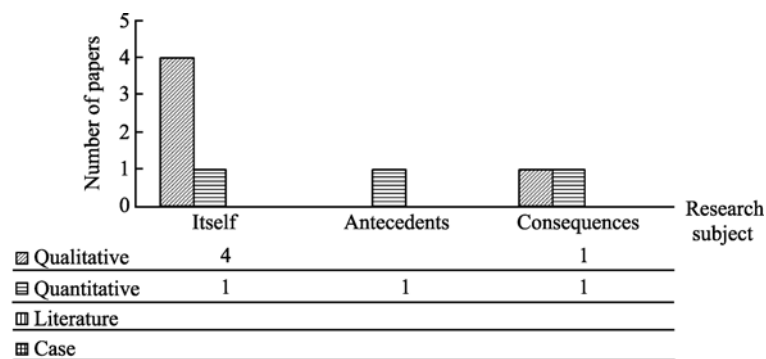 Number of papers
5
4
3
2
1
0
Itself Antecedents Consequences
Research
subject
Qualitative 4 1
Quantitative 1 1 1
Literature
Case